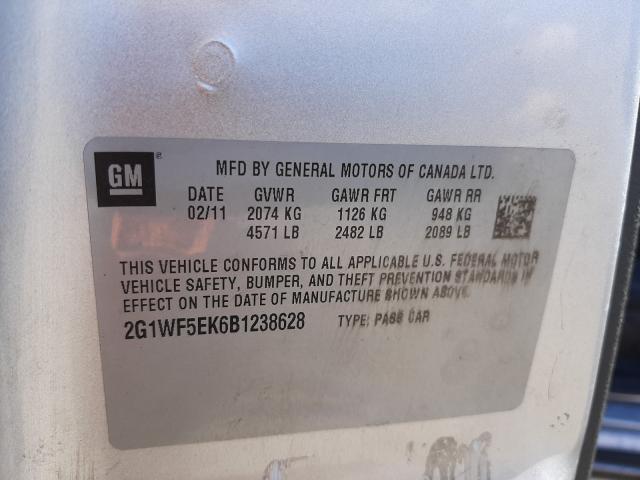 GM
MFD BY GENERAL MOTORS OF CANADA LTD.
DATE GVWR GAWR FRT GAWR RR
02/11 2074 KG 1126 KG 948 KG
4571 LB 2482 LB 2089 LB
THIS VEHICLE CONFORMS TO ALL APPLICABLE U.S. FEDERAL MOTOR
VEHICLE SAFETY, BUMPER, AND THEFT PREVENTION STANDARDS IN
EFFECT ON THE DATE OF MANUFACTURE SHOWN ABOVE.
2G1WF5EK6B1238628 TYPE: PASS CAR